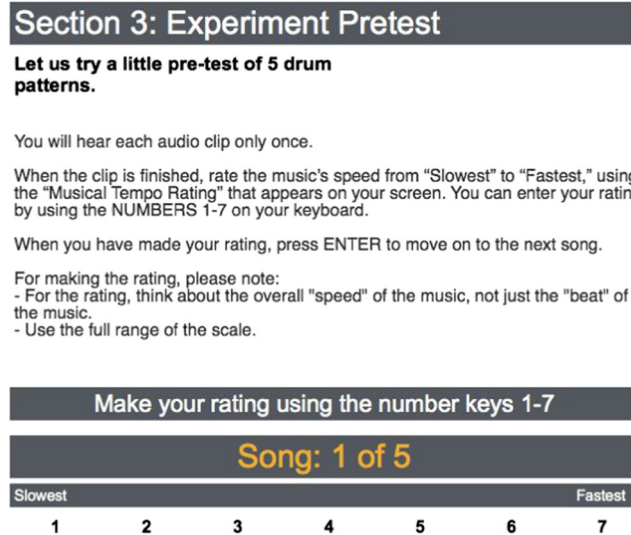 Section 3: Experiment Pretest
Let us try a little pre-test of 5 drum
patterns.
You will hear each audio clip only once.
When the clip is finished, rate the music's speed from “Slowest” to “Fastest,” using
the “Musical Tempo Rating” that appears on your screen. You can enter your ratin
by using the NUMBERS 1-7 on your keyboard.
When you have made your rating, press ENTER to move on to the next song.
For making the rating, please note:
- For the rating, think about the overall "speed" of the music, not just the "beat" of
the music.
- Use the full range of the scale.
Make your rating using the number keys 1-7
Song: 1 of 5
Slowest Fastest
1 2 3 4 5 6 7